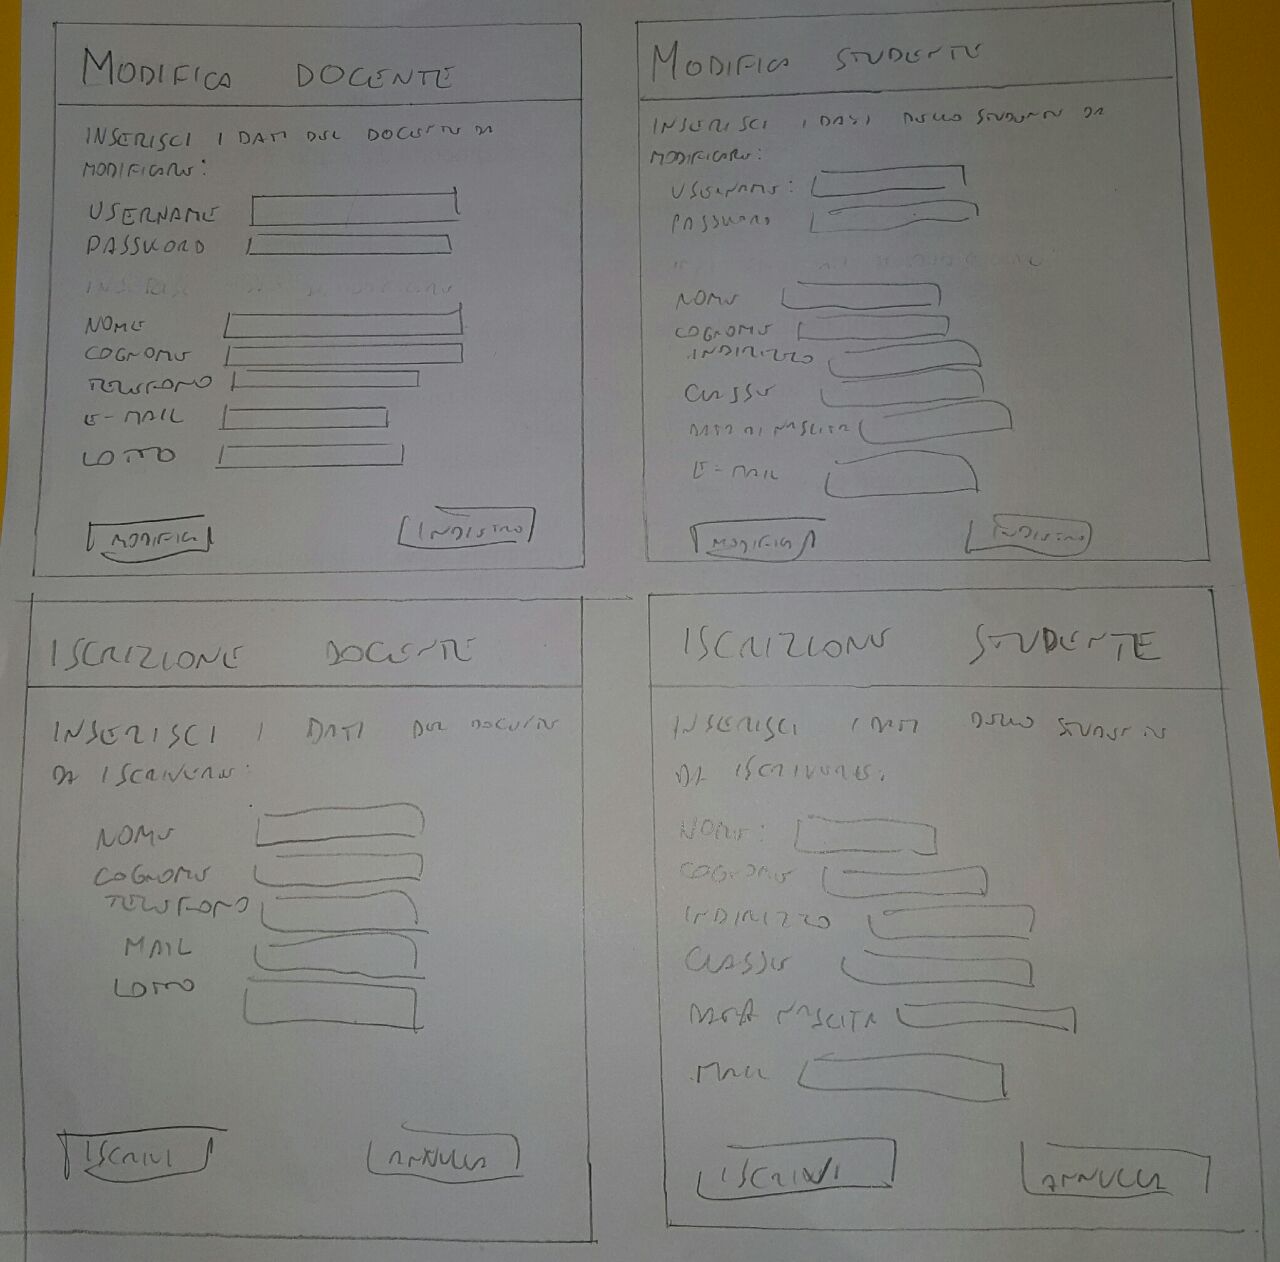 MODIFICA DOCENTE
INSERISCI I DATI DEL DOCENTE DA
MODIFICARE:
USERNAME
PASSWORD
INSERISCI
NOME
COGNOME
TELEFONO
E-MAIL
LOTTO
MODIFICA INDIETRO
MODIFICA STUDENTE
INSERISCI I DATI DELLO STUDENTE DA
MODIFICARE:
USERNAME:
PASSWORD
NOME
COGNOME
INDIRIZZO
CLASSE
DATA DI NASCITA
E-MAIL
MODIFICA INDIETRO
ISCRIZIONE DOCENTE
INSERISCI I DATI DEL DOCENTE
DA ISCRIVERE:
NOME
COGNOME
TELEFONO
MAIL
LOTTO
ISCRIVI ANNULLA
ISCRIZIONE STUDENTE
INSERISCI I DATI DELLO STUDENTE
DA ISCRIVERE:
NOME:
COGNOME
INDIRIZZO
CLASSE
DATA NASCITA
MAIL
ISCRIVI ANNULLA